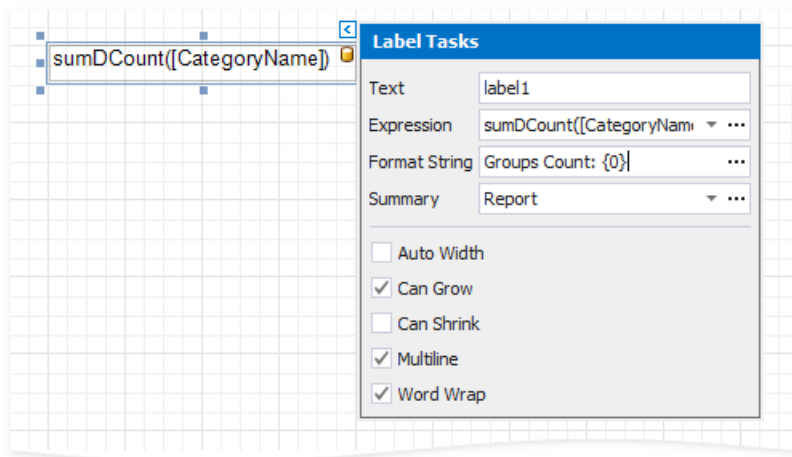 sumDCount([CategoryName])
Label Tasks
Text label1
Expression sumDCount([CategoryNam
Format String Groups Count: {0}
Summary Report
Auto Width
Can Grow
Can Shrink
Multiline
Word Wrap